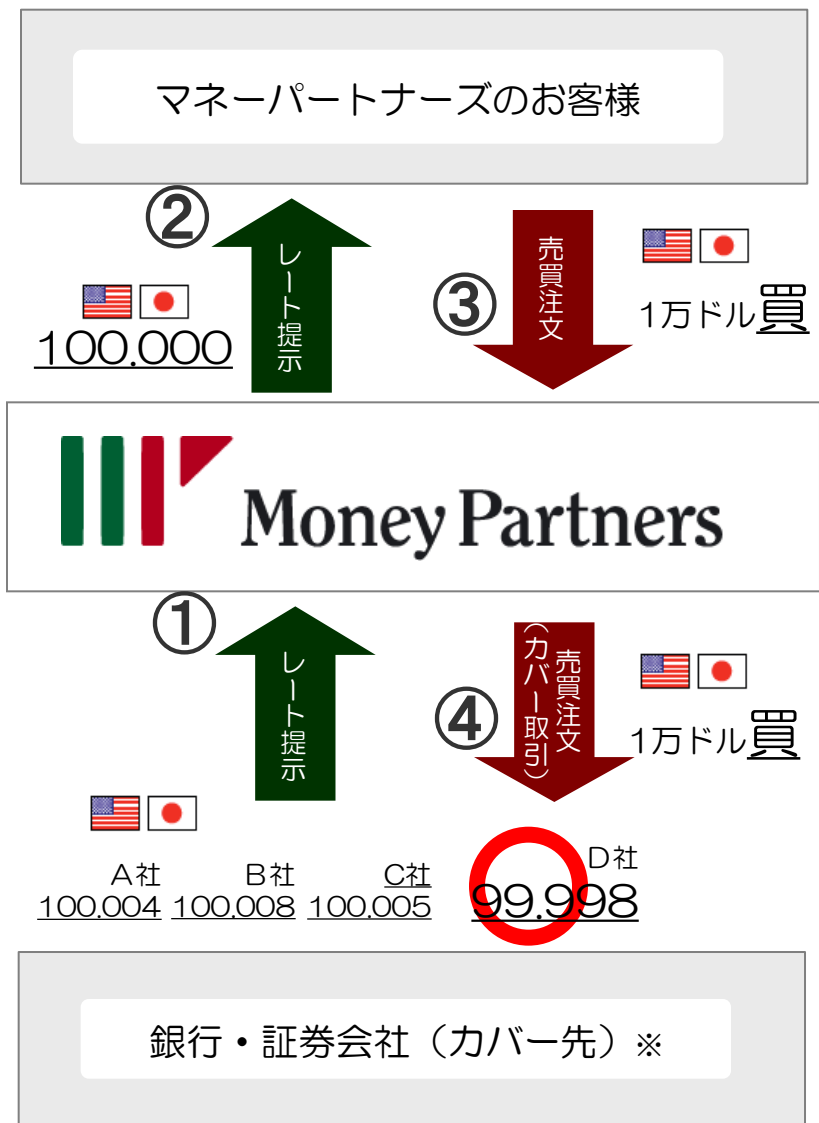 マネーパートナーズのお客様
②
レート提示
100.000
③
売買注文
1万ドル買
Money Partners
①
レート提示
④
売買注文
（カバー取引）
1万ドル買
A社 B社 C社 D社
100.004 100.008 100.005 99.998
銀行・証券会社（カバー先）※